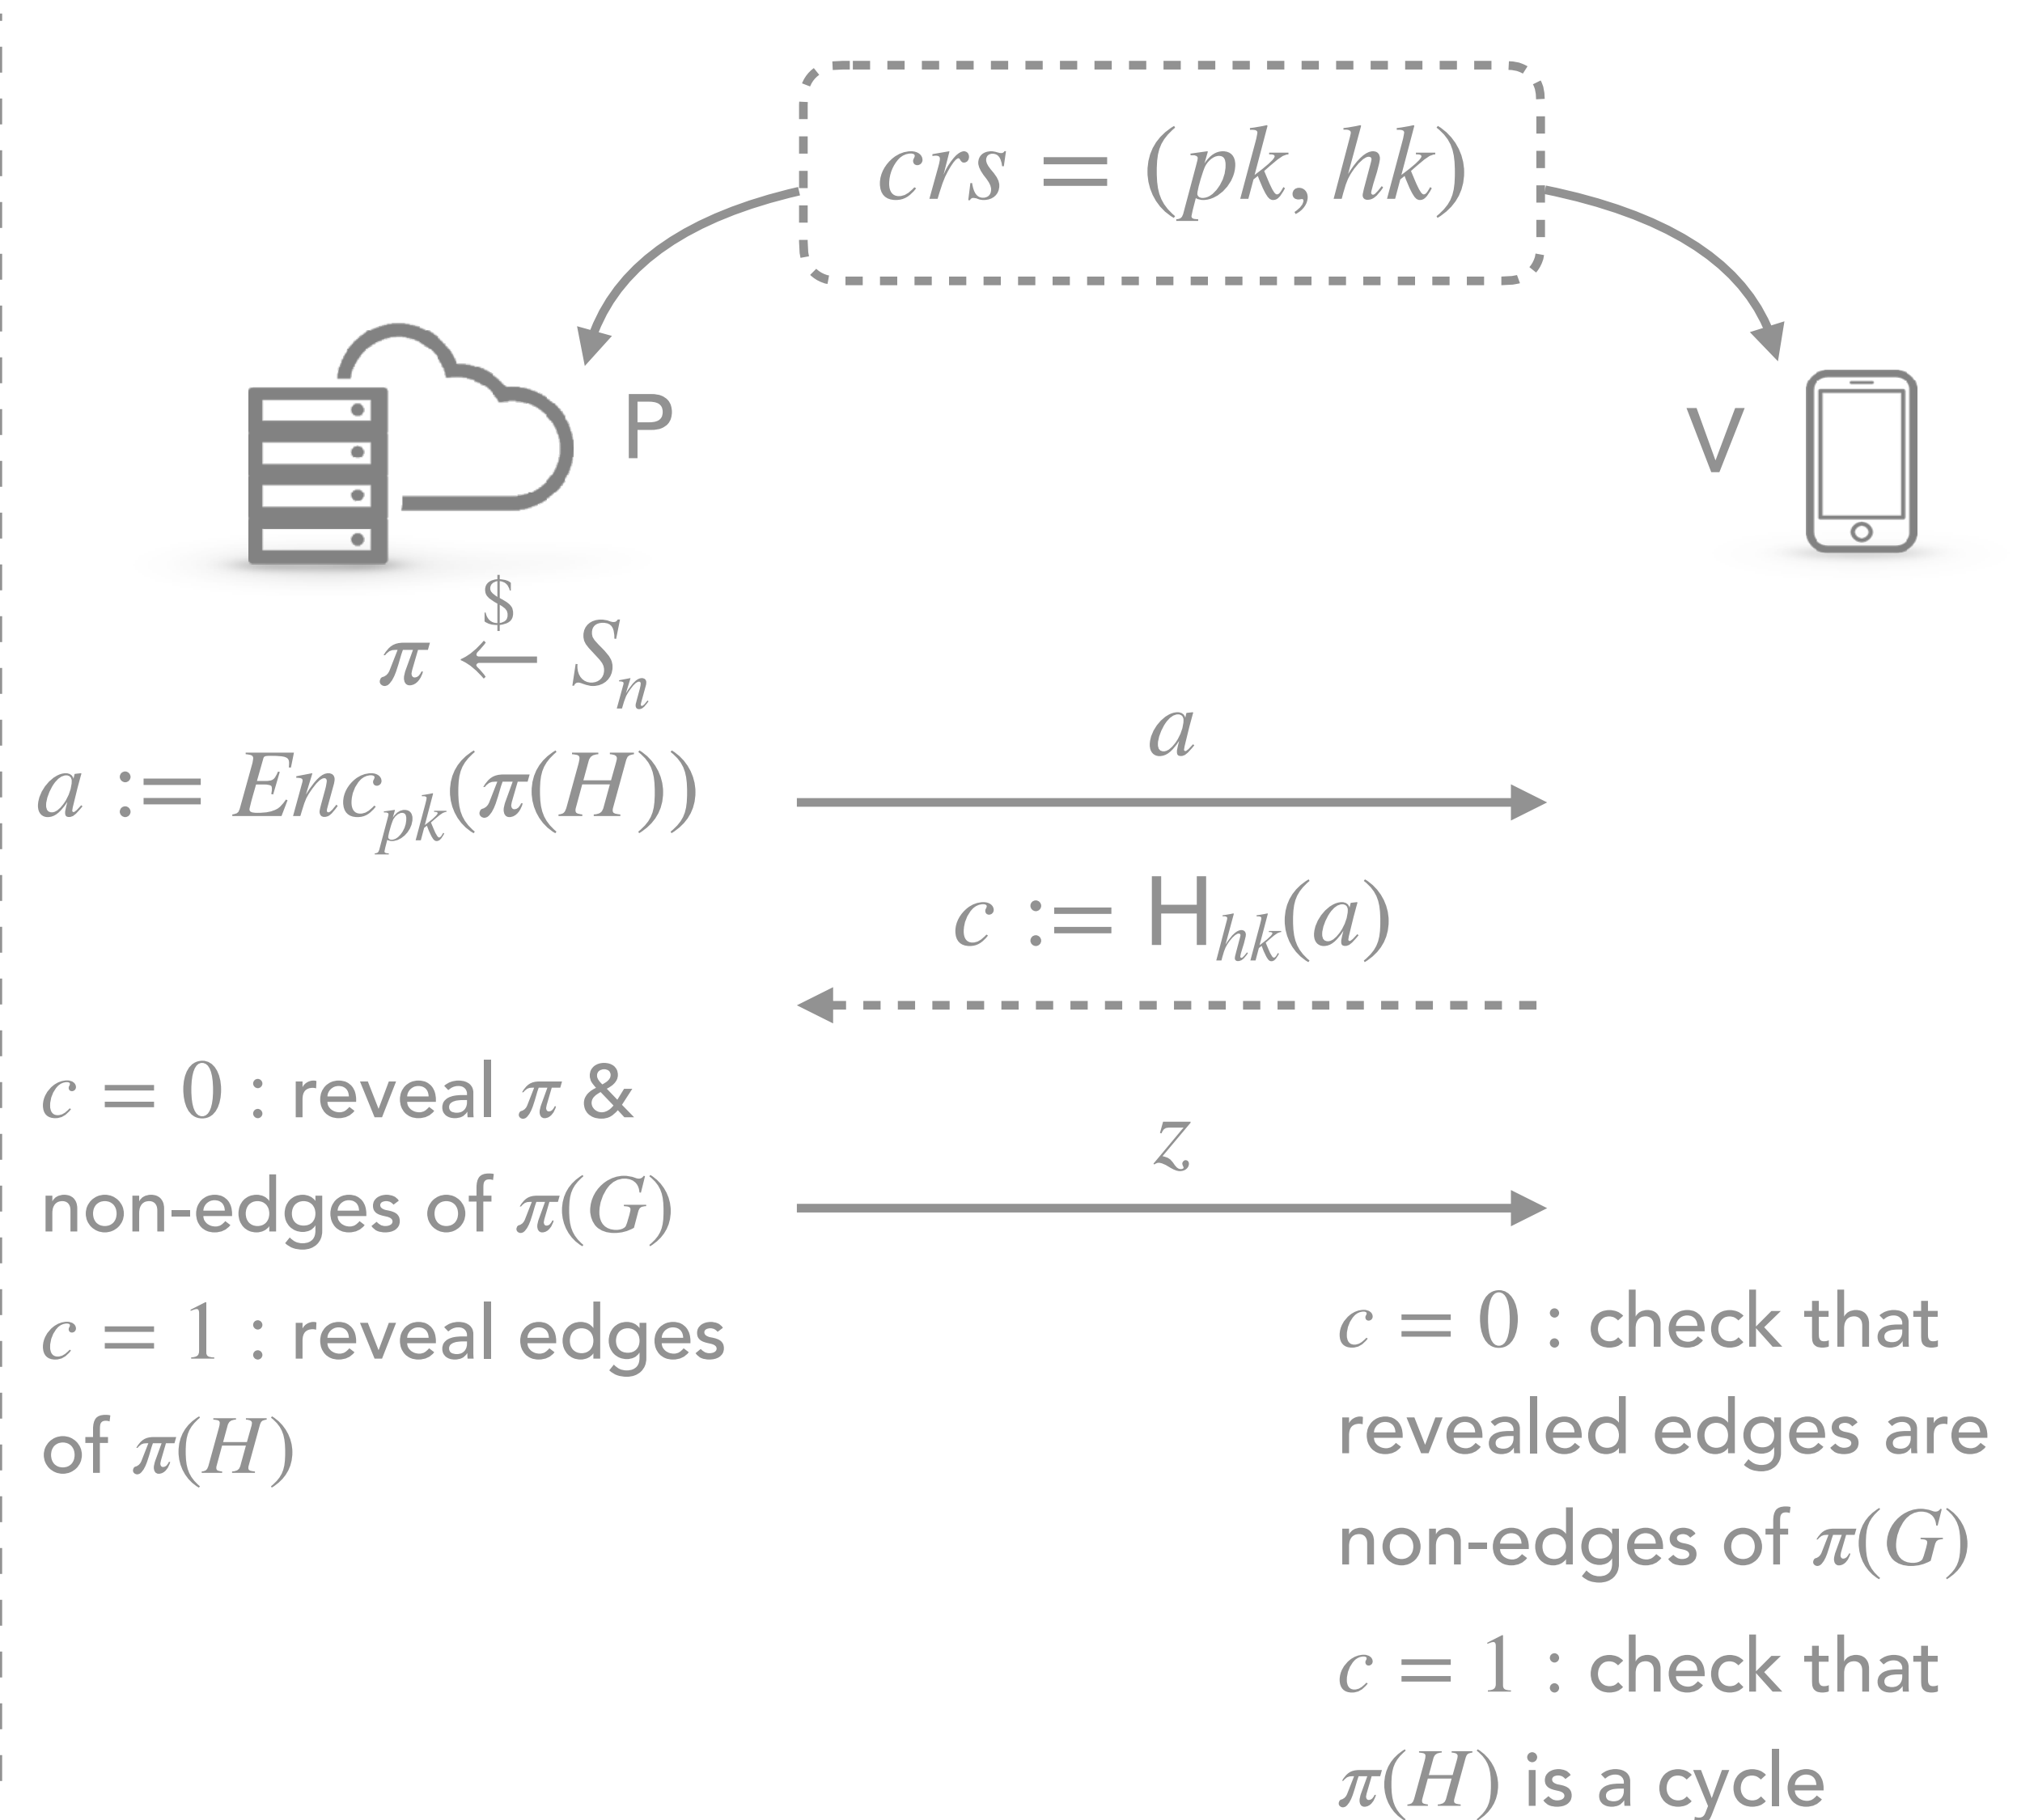 crs = (pk, hk)
P
V
π ←$ Sₙ
a := Enc_pk(π(H))
a
c := H_hk(a)
c = 0 : reveal π &
non-edges of π(G)
c = 1 : reveal edges
of π(H)
z
c = 0 : check that
revealed edges are
non-edges of π(G)
c = 1 : check that
π(H) is a cycle